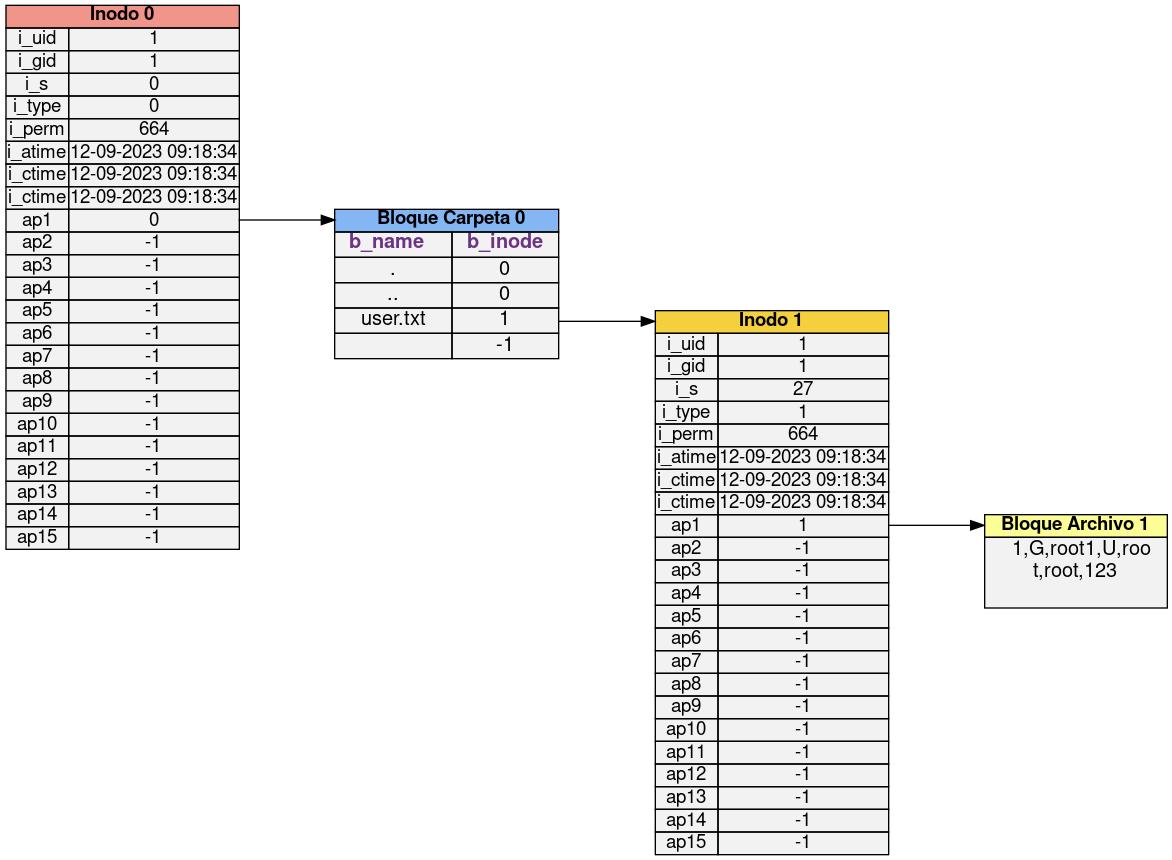 Inodo 0
i_uid 1
i_gid 1
i_s 0
i_type 0
i_perm 664
i_atime 12-09-2023 09:18:34
i_ctime 12-09-2023 09:18:34
i_ctime 12-09-2023 09:18:34
ap1 0
ap2 -1
ap3 -1
ap4 -1
ap5 -1
ap6 -1
ap7 -1
ap8 -1
ap9 -1
ap10 -1
ap11 -1
ap12 -1
ap13 -1
ap14 -1
ap15 -1
Bloque Carpeta 0
b_name b_inode
. 0
.. 0
user.txt 1
-1
Inodo 1
i_uid 1
i_gid 1
i_s 27
i_type 1
i_perm 664
i_atime 12-09-2023 09:18:34
i_ctime 12-09-2023 09:18:34
i_ctime 12-09-2023 09:18:34
ap1 1
ap2 -1
ap3 -1
ap4 -1
ap5 -1
ap6 -1
ap7 -1
ap8 -1
ap9 -1
ap10 -1
ap11 -1
ap12 -1
ap13 -1
ap14 -1
ap15 -1
Bloque Archivo 1
1,G,root1,U,roo
t,root,123